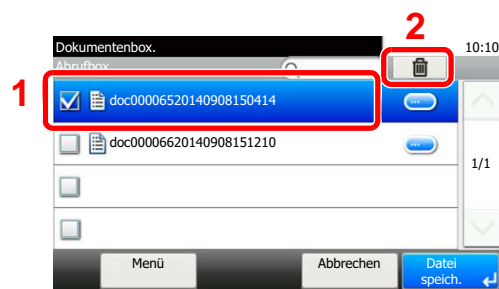 2
Dokumentenbox.
10:10
Abrufbox
1
doc00006520140908150414
doc00006620140908151210
1/1
Menü
Abbrechen
Datei
speich.